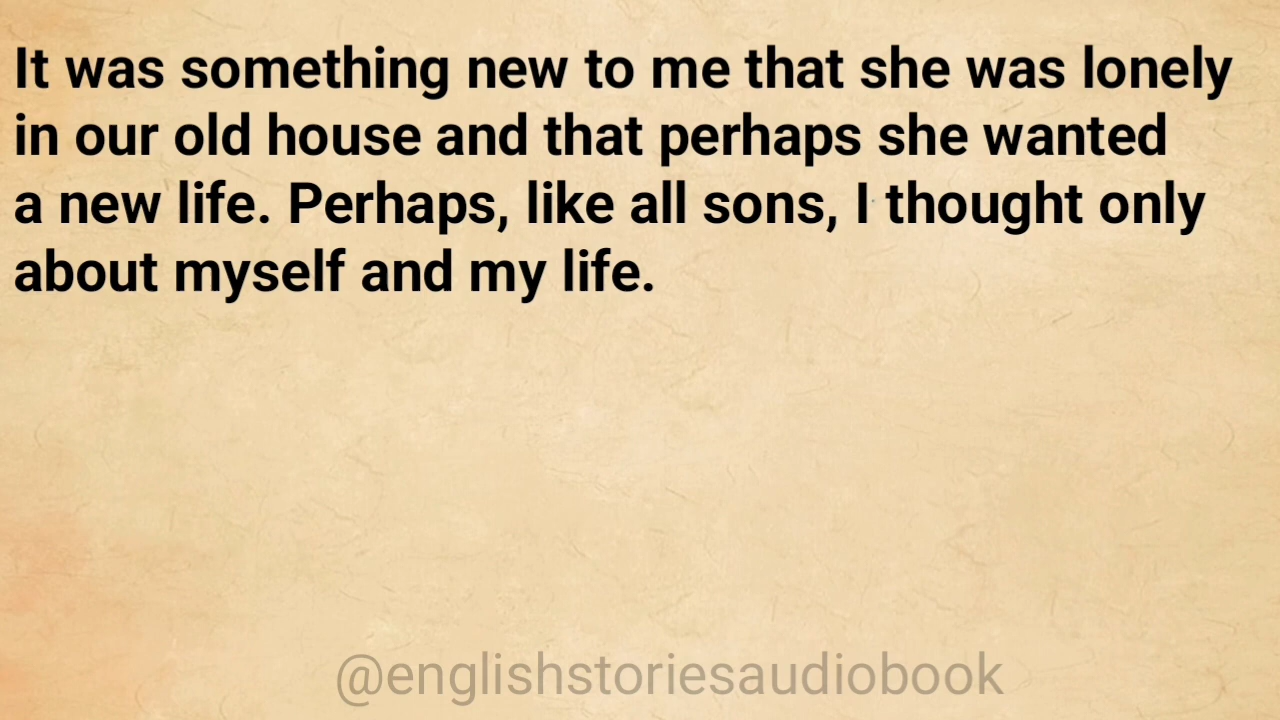 It was something new to me that she was lonely
in our old house and that perhaps she wanted
a new life. Perhaps, like all sons, I thought only
about myself and my life.
@englishstoriesaudiobook